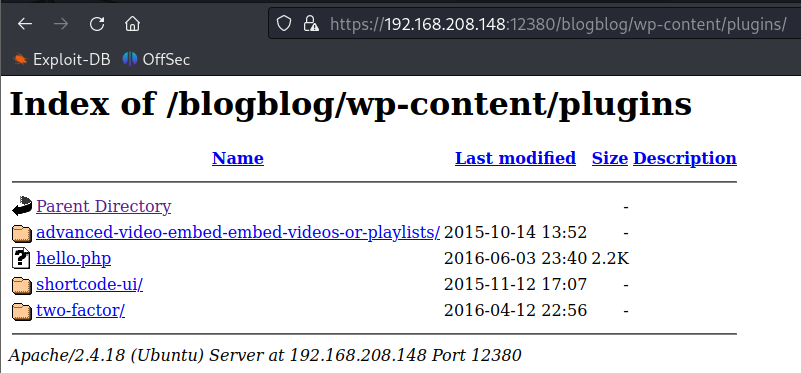 https://192.168.208.148:12380/blogblog/wp-content/plugins/
Exploit-DB OffSec
Index of /blogblog/wp-content/plugins
Name Last modified Size Description
Parent Directory -
advanced-video-embed-embed-videos-or-playlists/ 2015-10-14 13:52 -
hello.php 2016-06-03 23:40 2.2K
shortcode-ui/ 2015-11-12 17:07 -
two-factor/ 2016-04-12 22:56 -
Apache/2.4.18 (Ubuntu) Server at 192.168.208.148 Port 12380